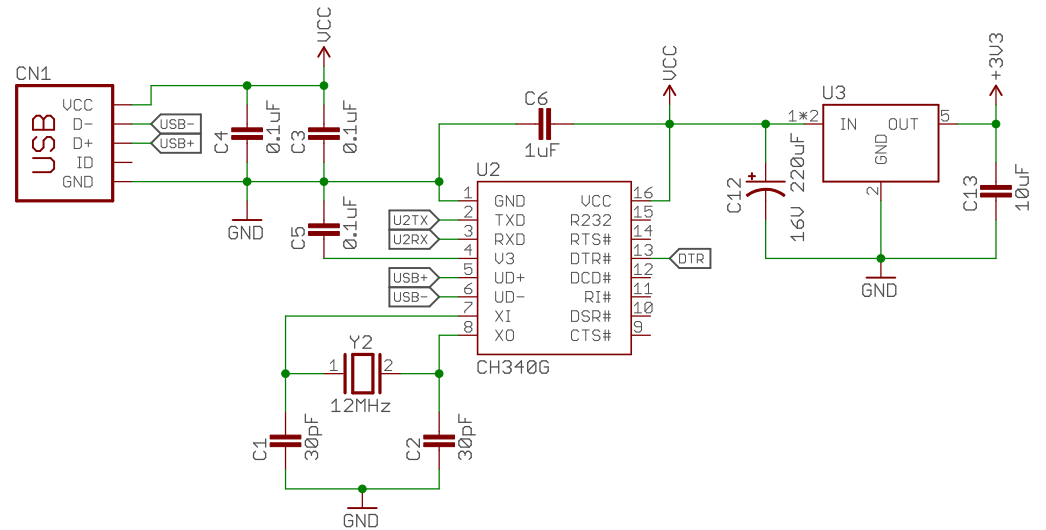 CN1
USB
VCC
D-
D+
ID
GND
USB-
USB+
VCC
C4
0.1uF
C3
0.1uF
GND
C5
0.1uF
C6
1uF
VCC
U2
1 GND VCC 16
2 TXD R232 15
3 RXD RTS# 14
4 V3 DTR# 13
5 UD+ DCD# 12
6 UD- RI# 11
7 XI DSR# 10
8 XO CTS# 9
CH340G
U2TX
U2RX
USB+
USB-
DTR
Y2
1 2
12MHz
C1
30pF
C2
30pF
GND
U3
1*2 IN OUT 5
GND
2
C12
16V 220uF
+3V3
C13
10uF
GND